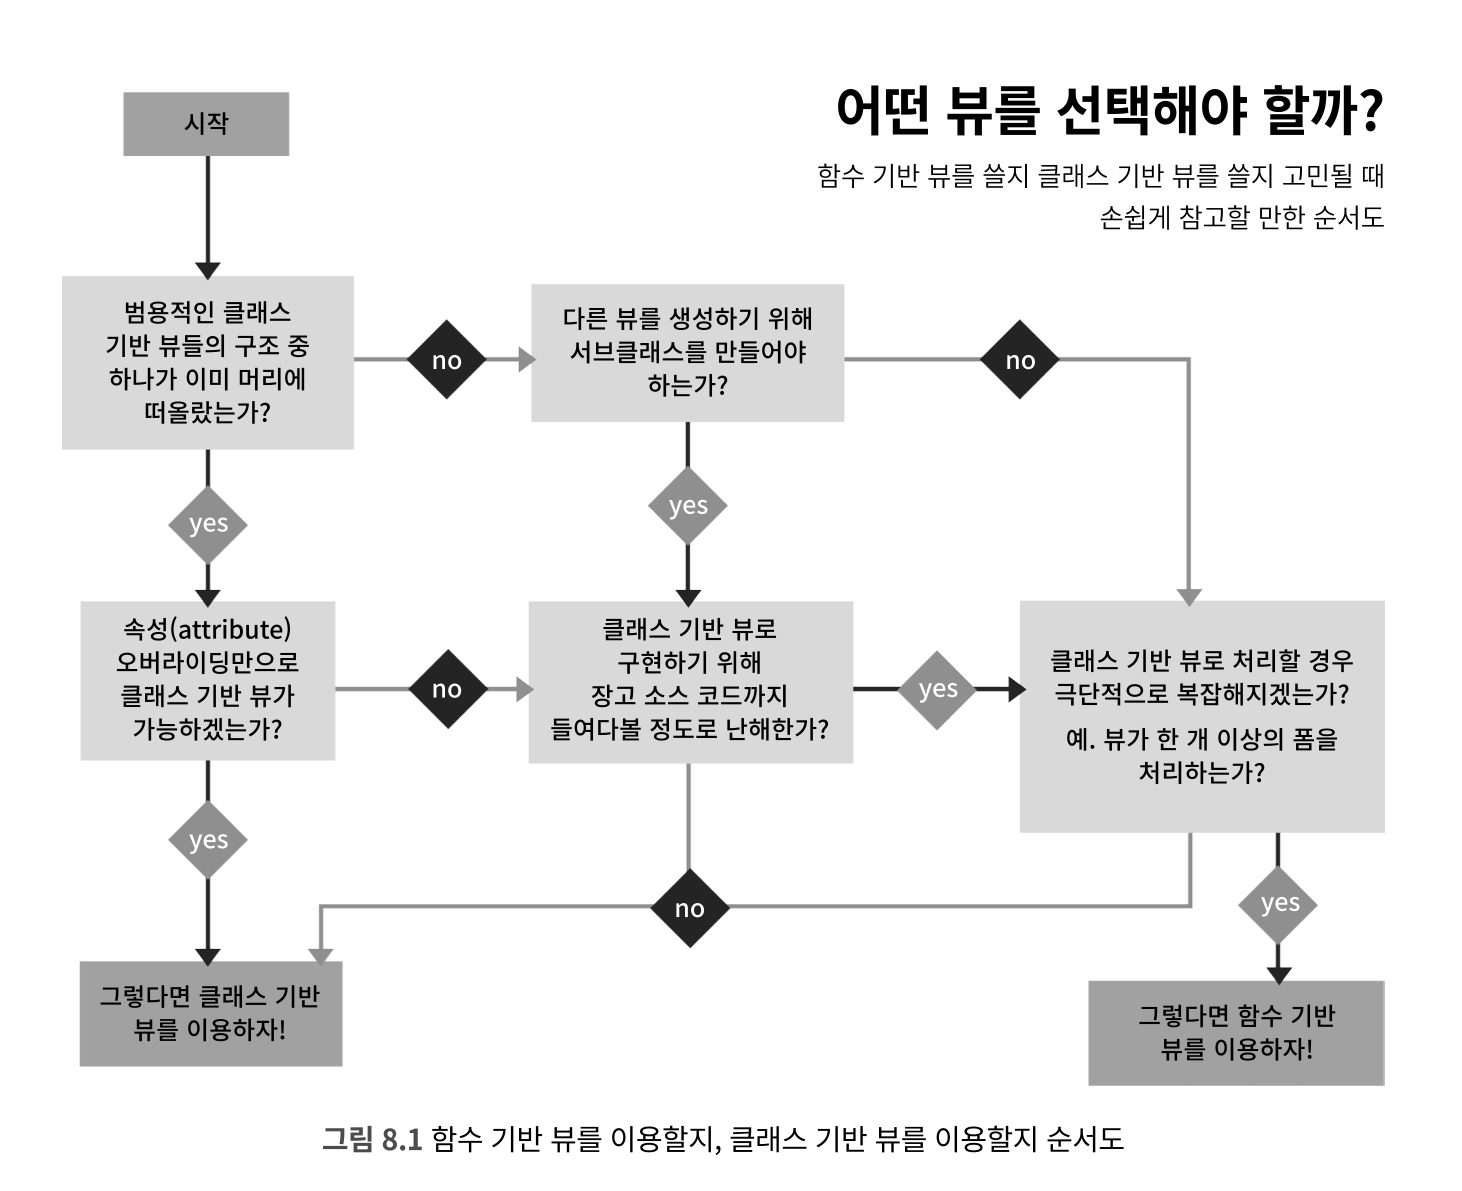 어떤 뷰를 선택해야 할까?
함수 기반 뷰를 쓸지 클래스 기반 뷰를 쓸지 고민될 때
손쉽게 참고할 만한 순서도
시작
범용적인 클래스
기반 뷰들의 구조 중
하나가 이미 머리에
떠올랐는가?
no
다른 뷰를 생성하기 위해
서브클래스를 만들어야
하는가?
no
yes
yes
속성(attribute)
오버라이딩만으로
클래스 기반 뷰가
가능하겠는가?
no
클래스 기반 뷰로
구현하기 위해
장고 소스 코드까지
들여다볼 정도로 난해한가?
yes
클래스 기반 뷰로 처리할 경우
극단적으로 복잡해지겠는가?
예. 뷰가 한 개 이상의 폼을
처리하는가?
yes
no
yes
그렇다면 클래스 기반
뷰를 이용하자!
그렇다면 함수 기반
뷰를 이용하자!
그림 8.1 함수 기반 뷰를 이용할지, 클래스 기반 뷰를 이용할지 순서도